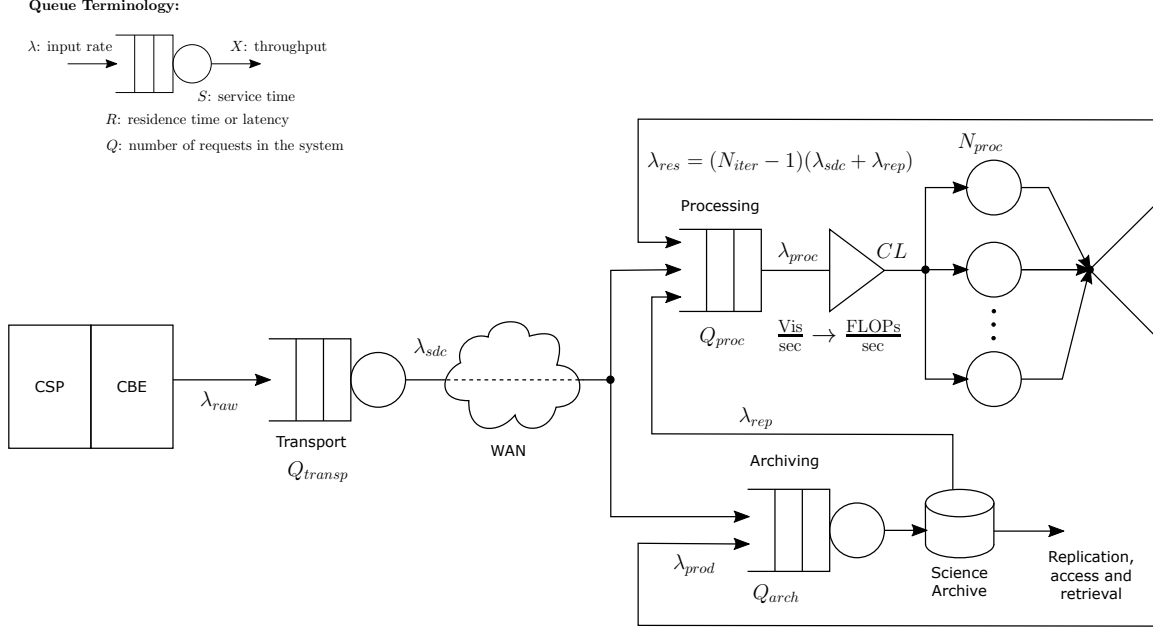 Queue Terminology:
λ: input rate
X: throughput
S: service time
R: residence time or latency
Q: number of requests in the system
λ_res = (N_iter − 1)(λ_sdc + λ_rep)
N_proc
Processing
λ_proc
CL
Q_proc
Vis/sec → FLOPs/sec
CSP
CBE
λ_raw
Transport
Q_transp
λ_sdc
WAN
λ_rep
Archiving
λ_prod
Q_arch
Science
Archive
Replication,
access and
retrieval